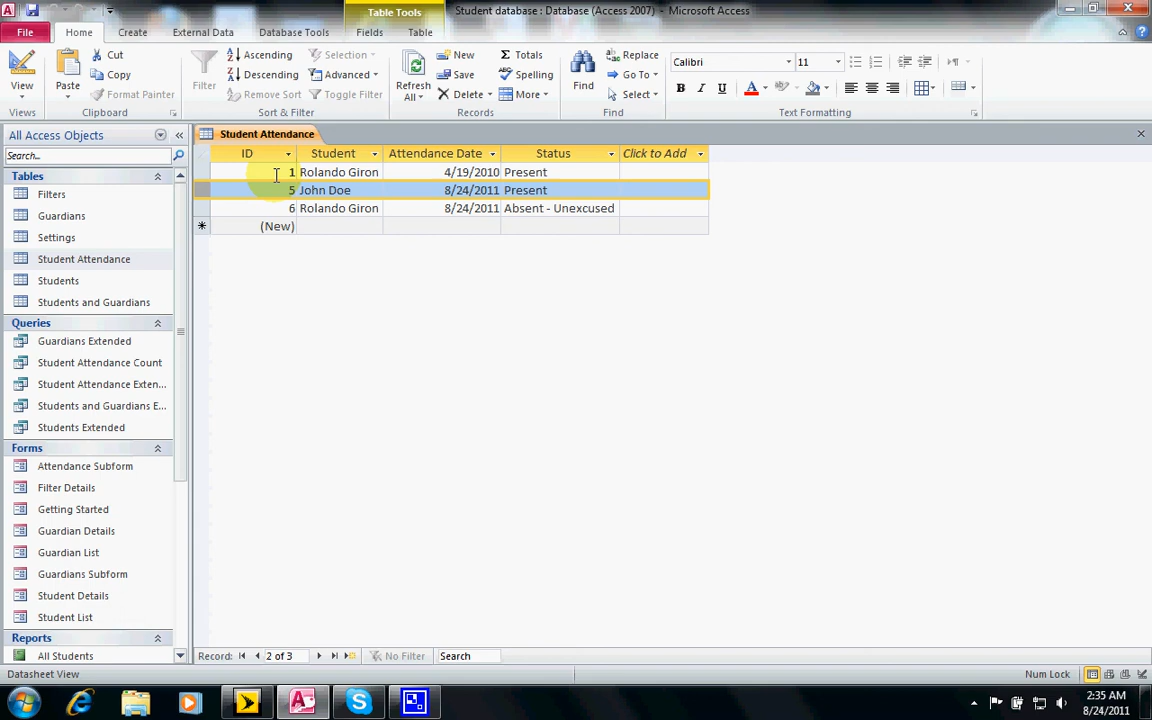 Table Tools Student database : Database (Access 2007) - Microsoft Access
File Home Create External Data Database Tools Fields Table
View Paste Cut Copy Format Painter Filter Ascending Descending Remove Sort Selection Advanced Toggle Filter Refresh All New Save Delete Totals Spelling More Find Replace Go To Select Calibri 11 B I U A
Views Clipboard Sort & Filter Records Find Text Formatting
All Access Objects
Search...
Tables
Filters
Guardians
Settings
Student Attendance
Students
Students and Guardians
Queries
Guardians Extended
Student Attendance Count
Student Attendance Exten...
Students and Guardians E...
Students Extended
Forms
Attendance Subform
Filter Details
Getting Started
Guardian Details
Guardian List
Guardians Subform
Student Details
Student List
Reports
All Students
Student Attendance
ID Student Attendance Date Status Click to Add
1 Rolando Giron 4/19/2010 Present
5 John Doe 8/24/2011 Present
6 Rolando Giron 8/24/2011 Absent - Unexcused
(New)
Record: 2 of 3 No Filter Search
Datasheet View Num Lock
2:35 AM
8/24/2011